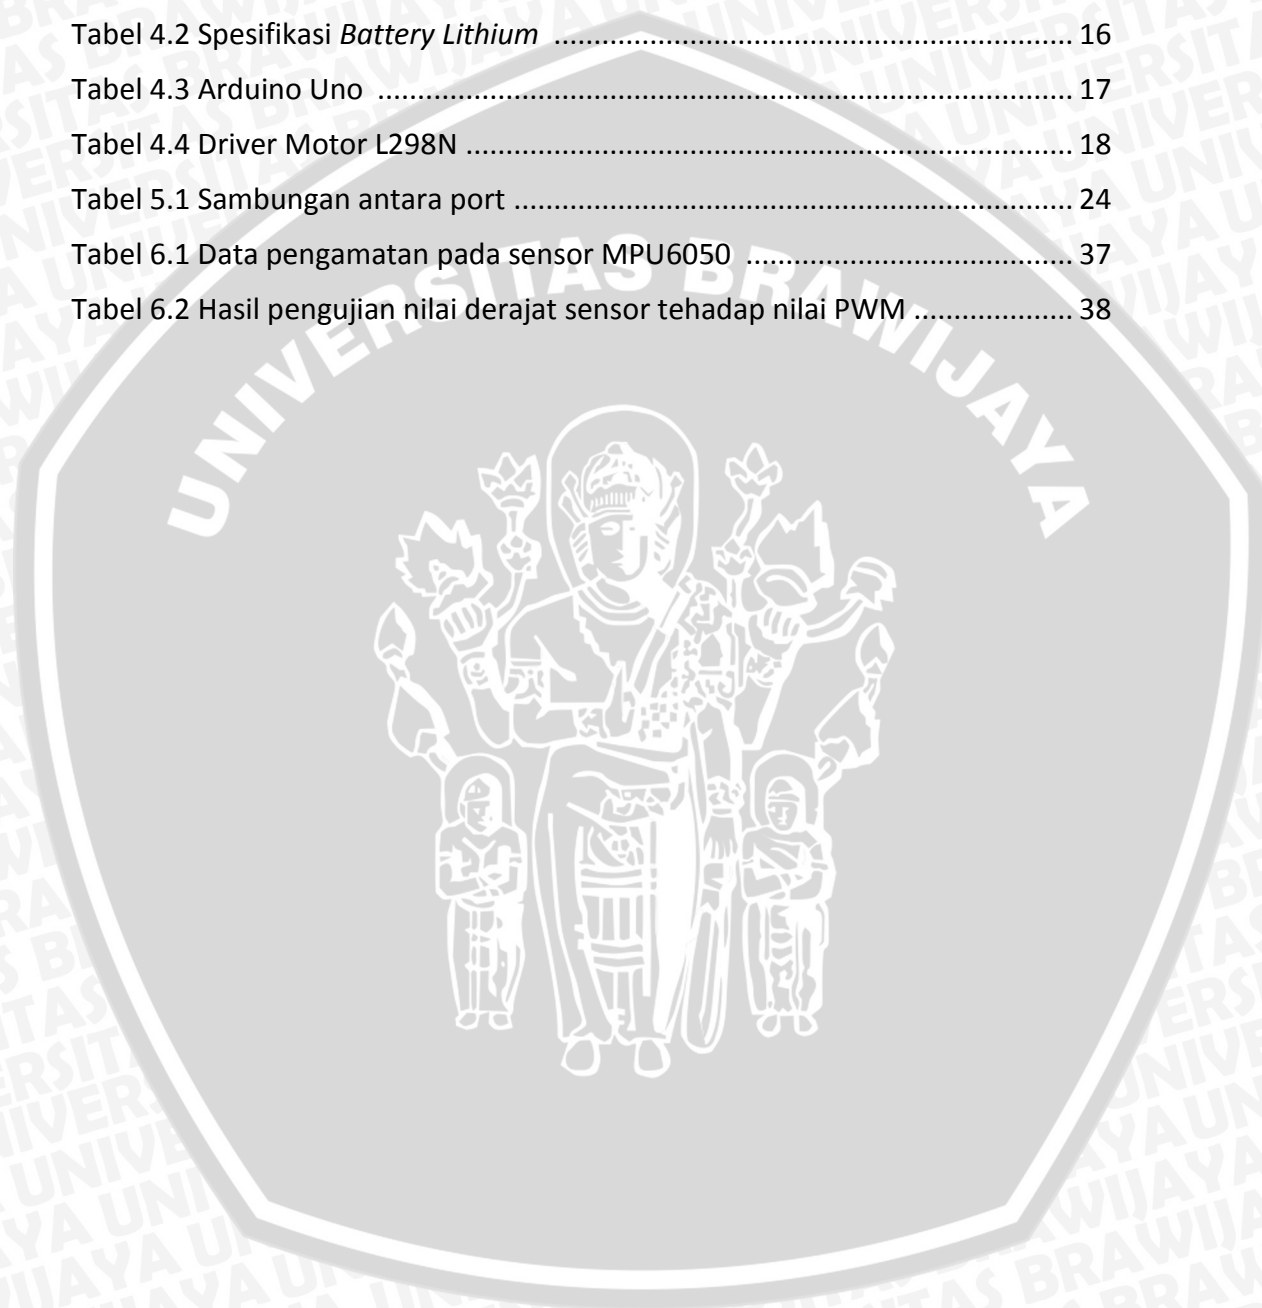 Tabel 4.2 Spesifikasi Battery Lithium ................................................................ 16
Tabel 4.3 Arduino Uno ..................................................................................... 17
Tabel 4.4 Driver Motor L298N .......................................................................... 18
Tabel 5.1 Sambungan antara port .................................................................... 24
Tabel 6.1 Data pengamatan pada sensor MPU6050 ........................................ 37
Tabel 6.2 Hasil pengujian nilai derajat sensor tehadap nilai PWM ................... 38
UNIVERSITAS BRAWIJAYA